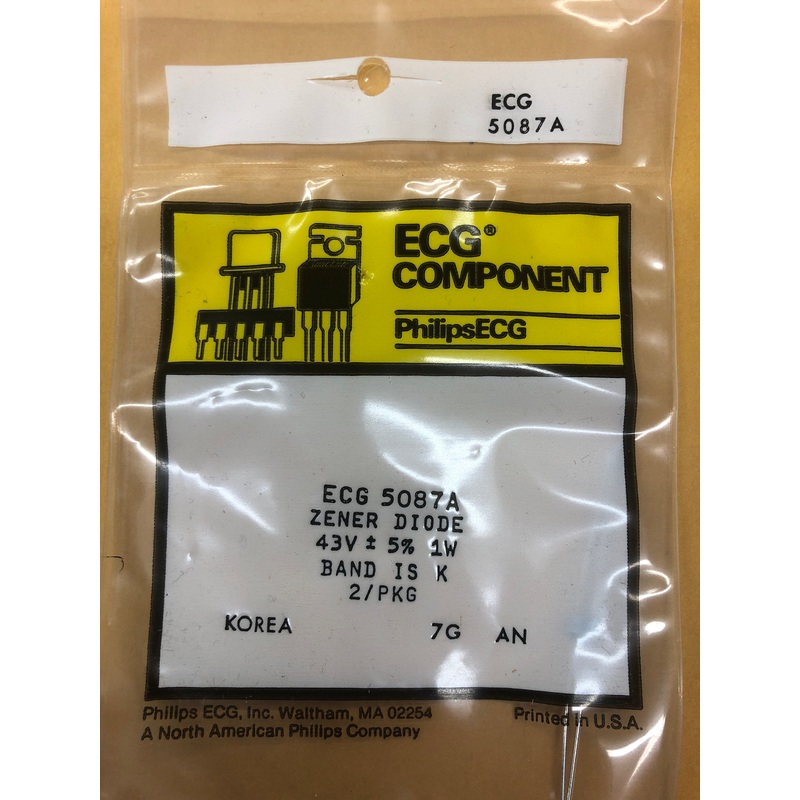 ECG
5087A
ECG®
COMPONENT
PhilipsECG
ECG 5087A
ZENER DIODE
43V ± 5% 1W
BAND IS K
2/PKG
KOREA 7G AN
Philips ECG, Inc. Waltham, MA 02254 Printed in U.S.A.
A North American Philips Company